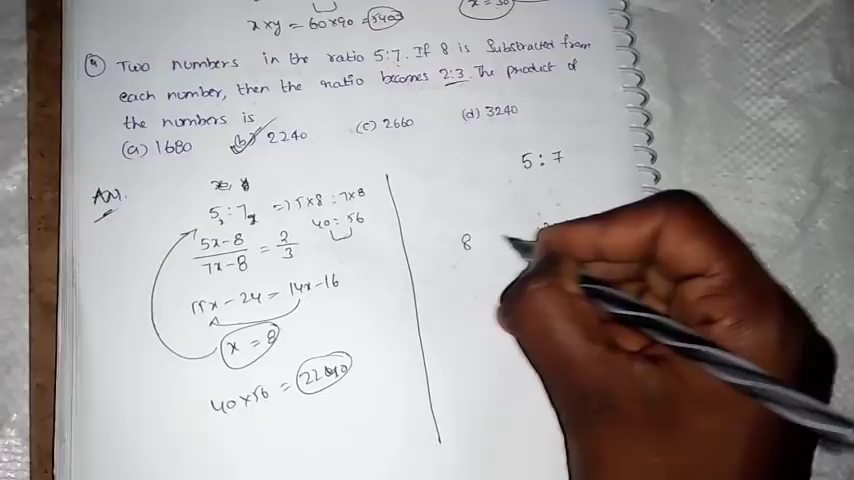 x×y = 60×90 = 5400
x = 30
9 Two numbers in the ratio 5:7. If 8 is Substracted from
each number, then the ratio becomes 2:3. The product of
the numbers is
(a) 1680 (b) 2240 (c) 2660 (d) 3240
An.
5x : 7x => 5×8 : 7×8
40 : 56
5x-8 / 7x-8 = 2/3
15x - 24 = 14x - 16
x = 8
40×56 = 2240
5 : 7
8